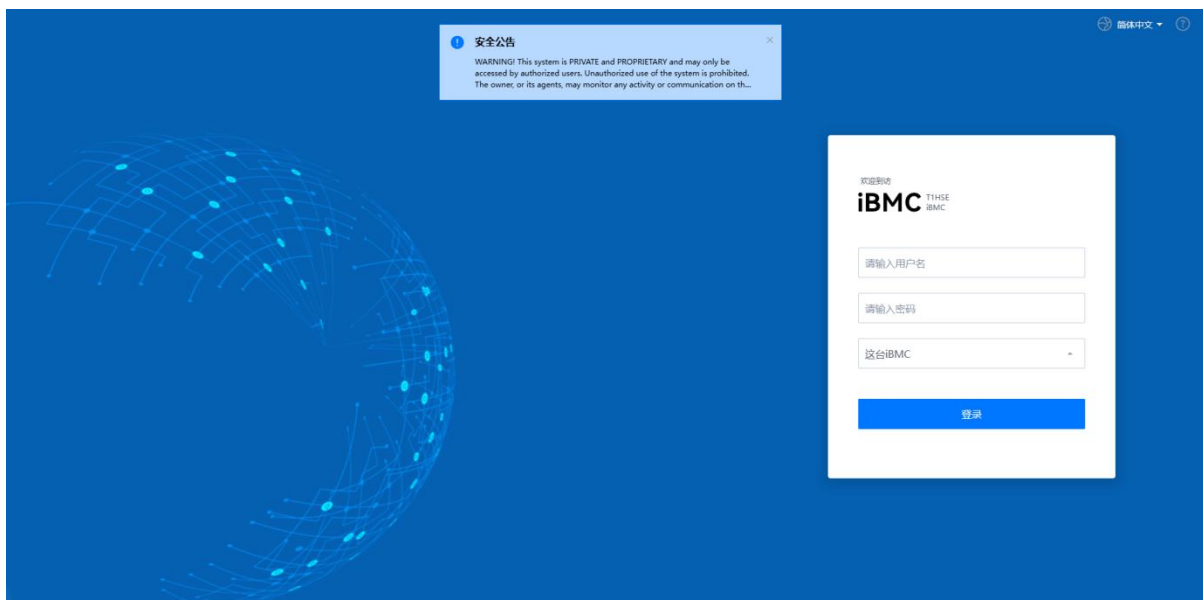 简体中文
安全公告
WARNING! This system is PRIVATE and PROPRIETARY and may only be
accessed by authorized users. Unauthorized use of the system is prohibited.
The owner, or its agents, may monitor any activity or communication on th...
欢迎到访
iBMC T1HSE
iBMC
请输入用户名
请输入密码
这台iBMC
登录